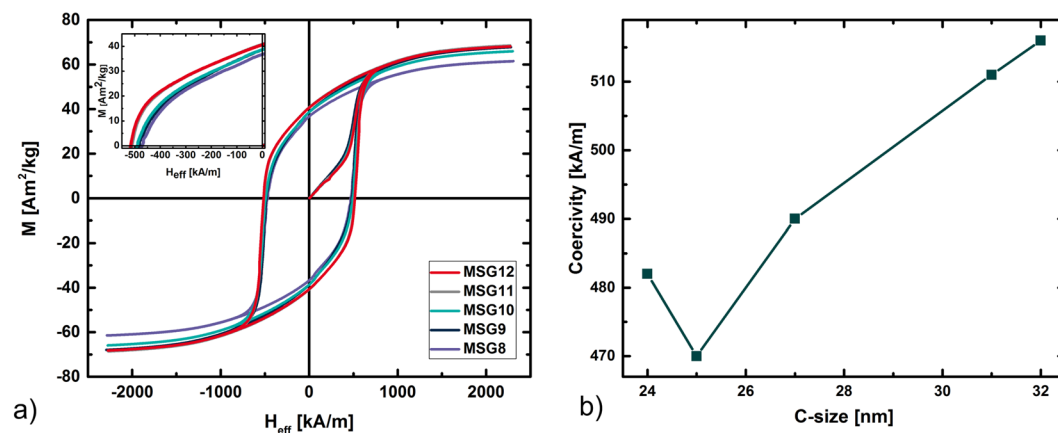 40
30
20
10
0
M [Am²/kg]
-500 -400 -300 -200 -100 0
H_eff [kA/m]
80
60
40
20
0
-20
-40
-60
-80
M [Am²/kg]
MSG12
MSG11
MSG10
MSG9
MSG8
-2000 -1000 0 1000 2000
H_eff [kA/m]
a)
510
500
490
480
470
Coercivity [kA/m]
24 26 28 30 32
C-size [nm]
b)